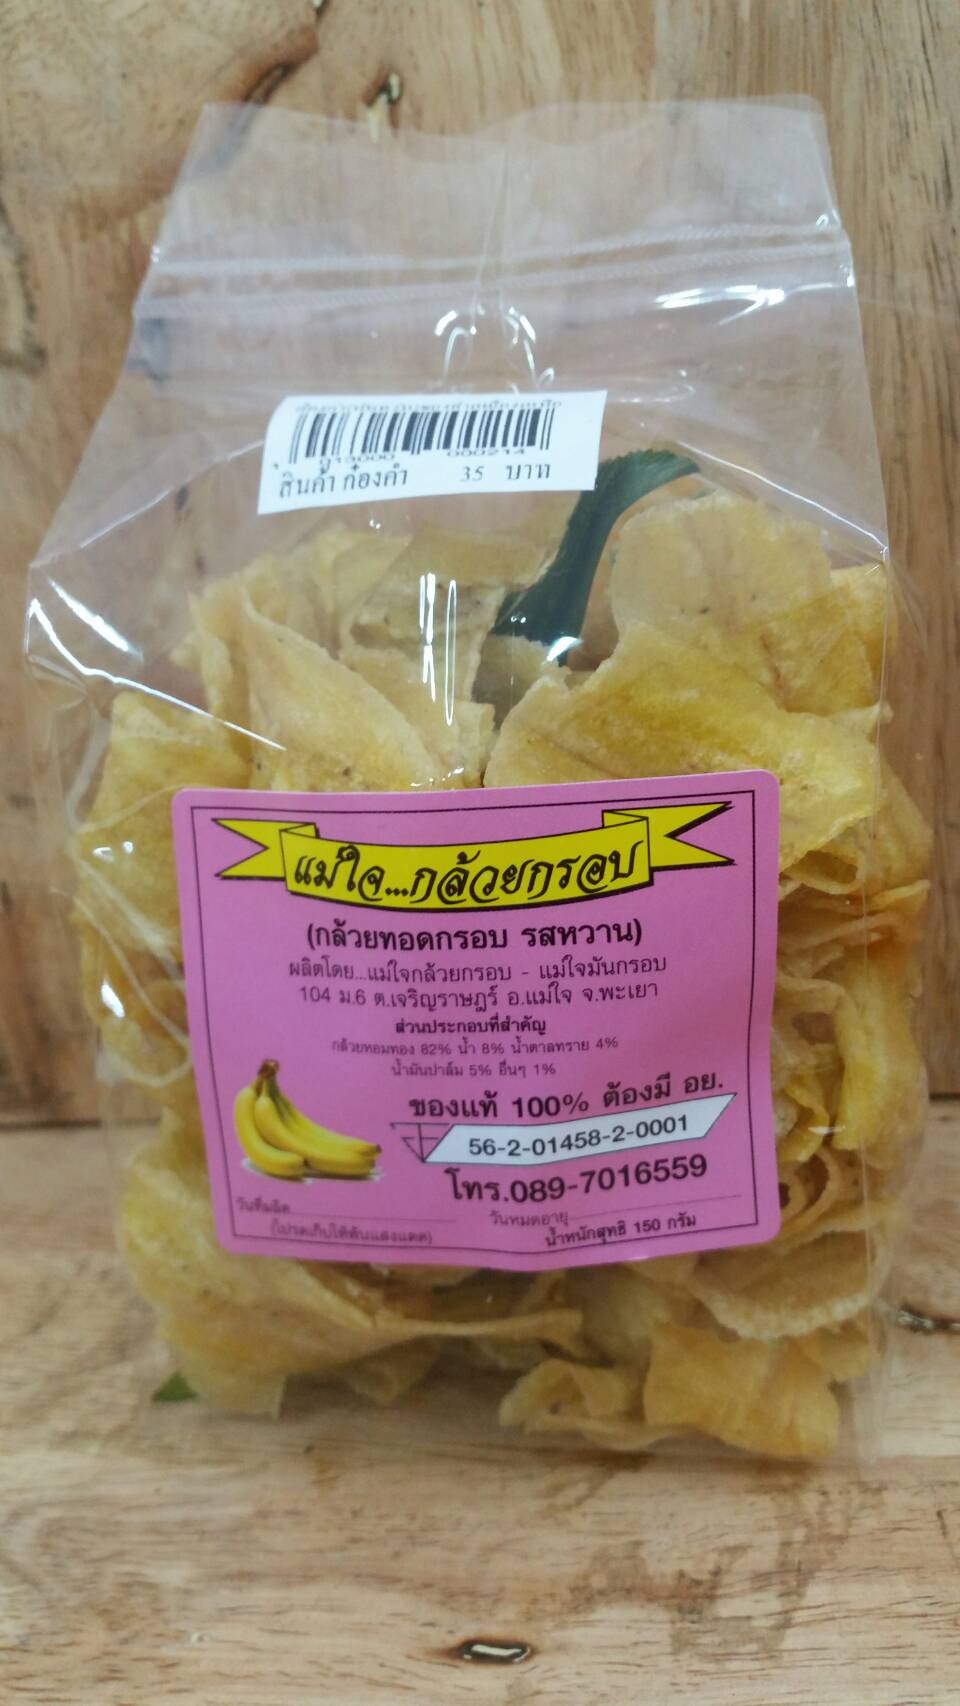 000214
สินค้า ก๋องคำ 35 บาท
แม่ใจ....กล้วยกรอบ
(กล้วยทอดกรอบ รสหวาน)
ผลิตโดย...แม่ใจกล้วยกรอบ - แม่ใจมันกรอบ
104 ม.6 ต.เจริญราษฎร์ อ.แม่ใจ จ.พะเยา
ส่วนประกอบที่สำคัญ
กล้วยหอมทอง 82% น้ำ 8% น้ำตาลทราย 4%
น้ำมันปาล์ม 5% อื่นๆ 1%
ของแท้ 100% ต้องมี อย.
56-2-01458-2-0001
โทร.089-7016559
วันที่ผลิต
วันหมดอายุ
(โปรดเก็บให้พ้นแสงแดด)
น้ำหนักสุทธิ 150 กรัม